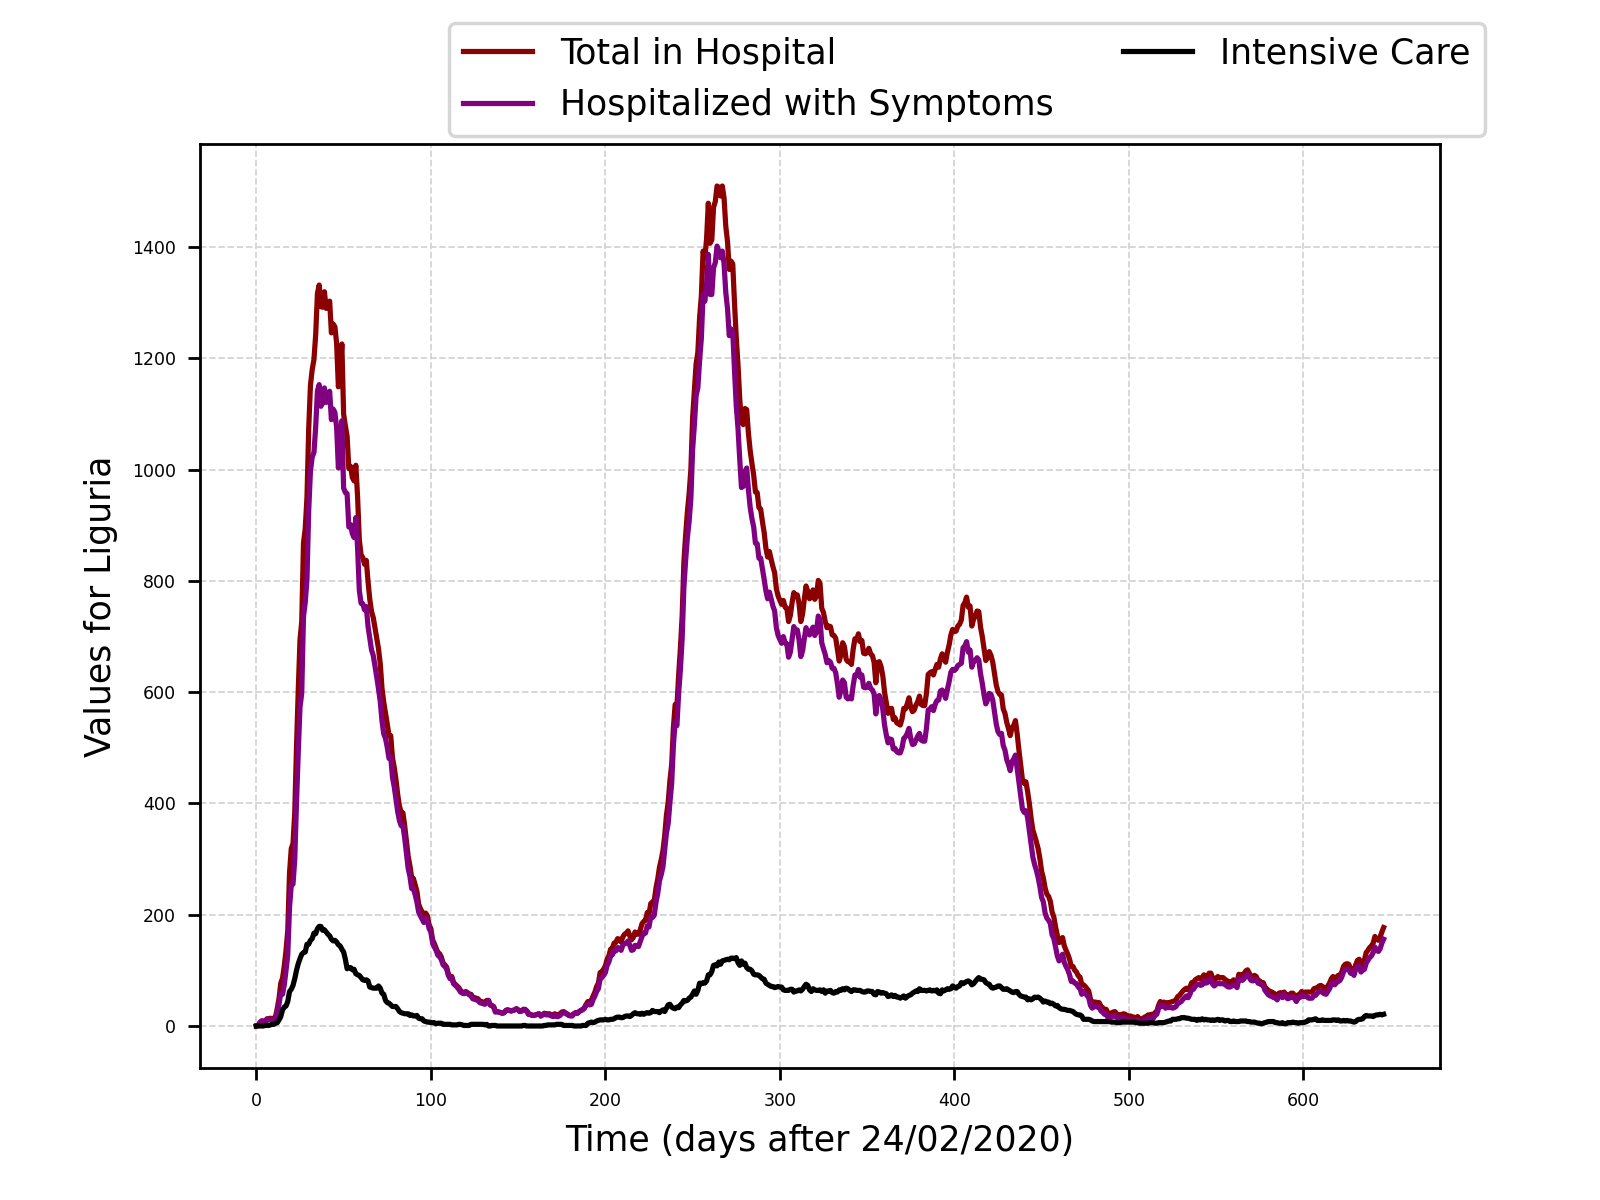 Total in Hospital
Hospitalized with Symptoms
Intensive Care
Values for Liguria
1400
1200
1000
800
600
400
200
0
0 100 200 300 400 500 600
Time (days after 24/02/2020)